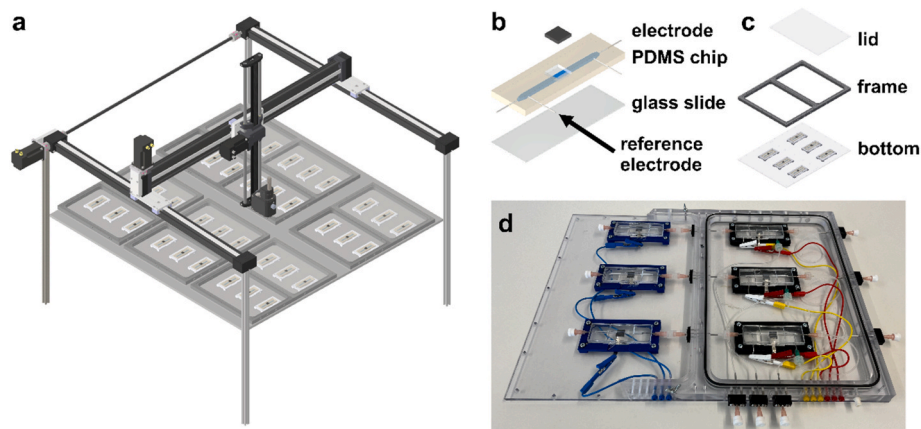 a
b
electrode
PDMS chip
glass slide
reference
electrode
c
lid
frame
bottom
d